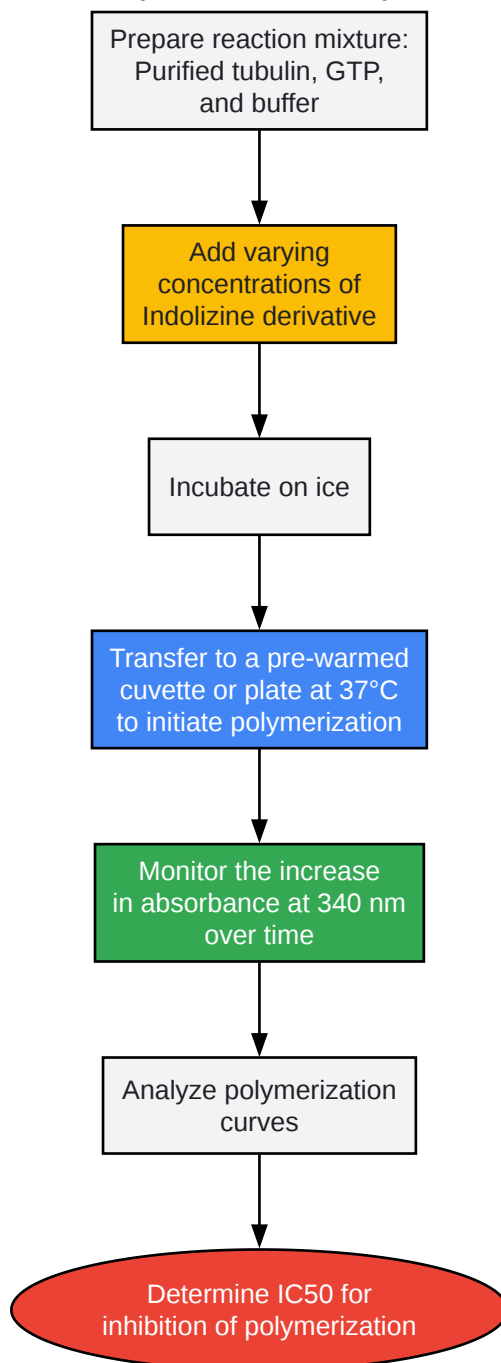 Prepare reaction mixture:
Purified tubulin, GTP,
and buffer
Add varying
concentrations of
Indolizine derivative
Incubate on ice
Transfer to a pre-warmed
cuvette or plate at 37°C
to initiate polymerization
Monitor the increase
in absorbance at 340 nm
over time
Analyze polymerization
curves
Determine IC50 for
inhibition of polymerization